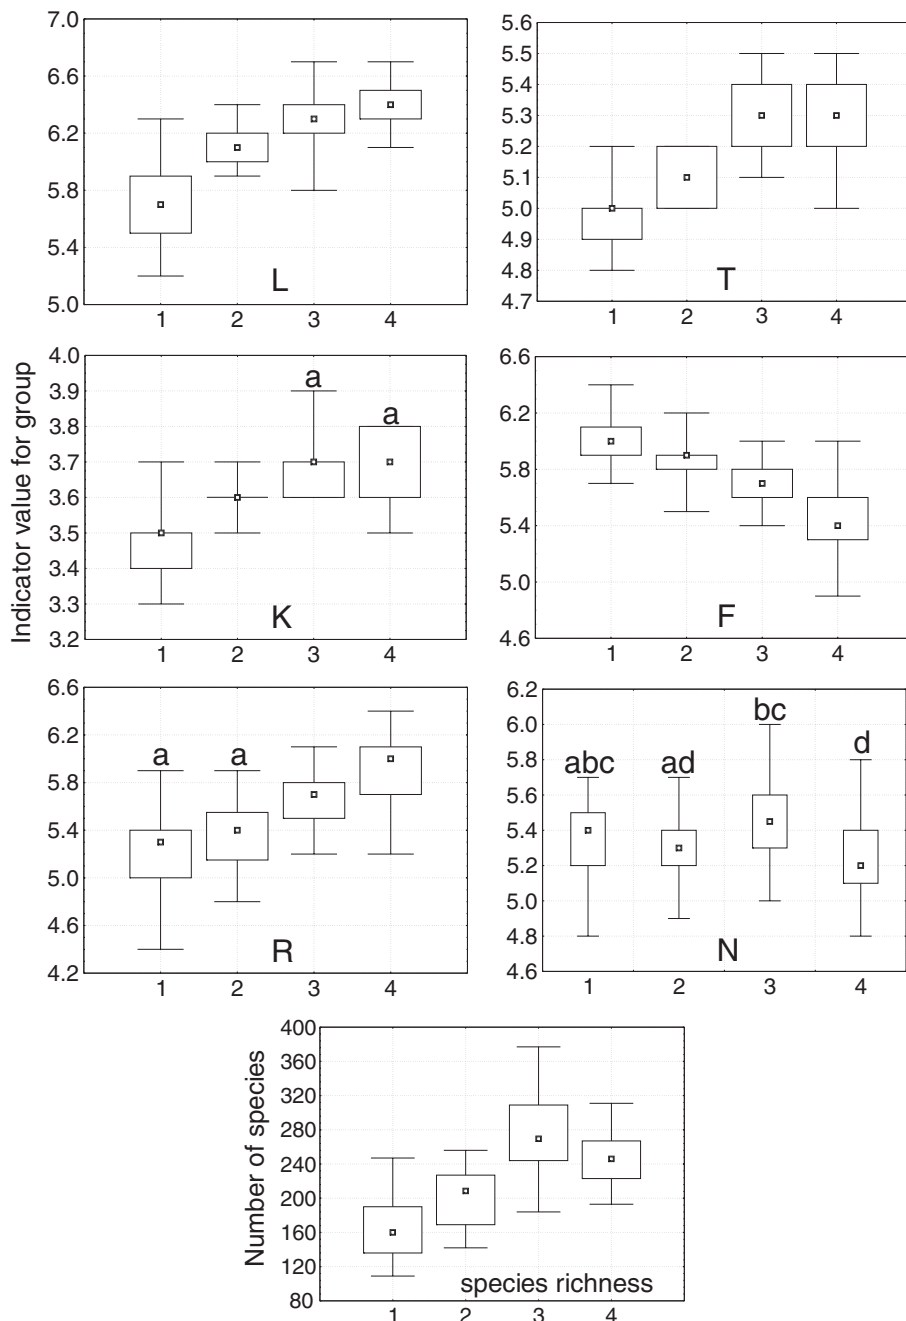 7.0
6.6
6.2
5.8
5.4
5.0
L
1 2 3 4
5.6
5.5
5.4
5.3
5.2
5.1
5.0
4.9
4.8
4.7
T
1 2 3 4
Indicator value for group
4.0
3.9
3.8
3.7
3.6
3.5
3.4
3.3
3.2
a
a
K
1 2 3 4
6.6
6.2
5.8
5.4
5.0
4.6
F
1 2 3 4
6.6
6.2
5.8
5.4
5.0
4.6
4.2
a a
R
1 2 3 4
6.2
6.0
5.8
5.6
5.4
5.2
5.0
4.8
4.6
abc ad bc d
N
1 2 3 4
Number of species
400
360
320
280
240
200
160
120
80
species richness
1 2 3 4